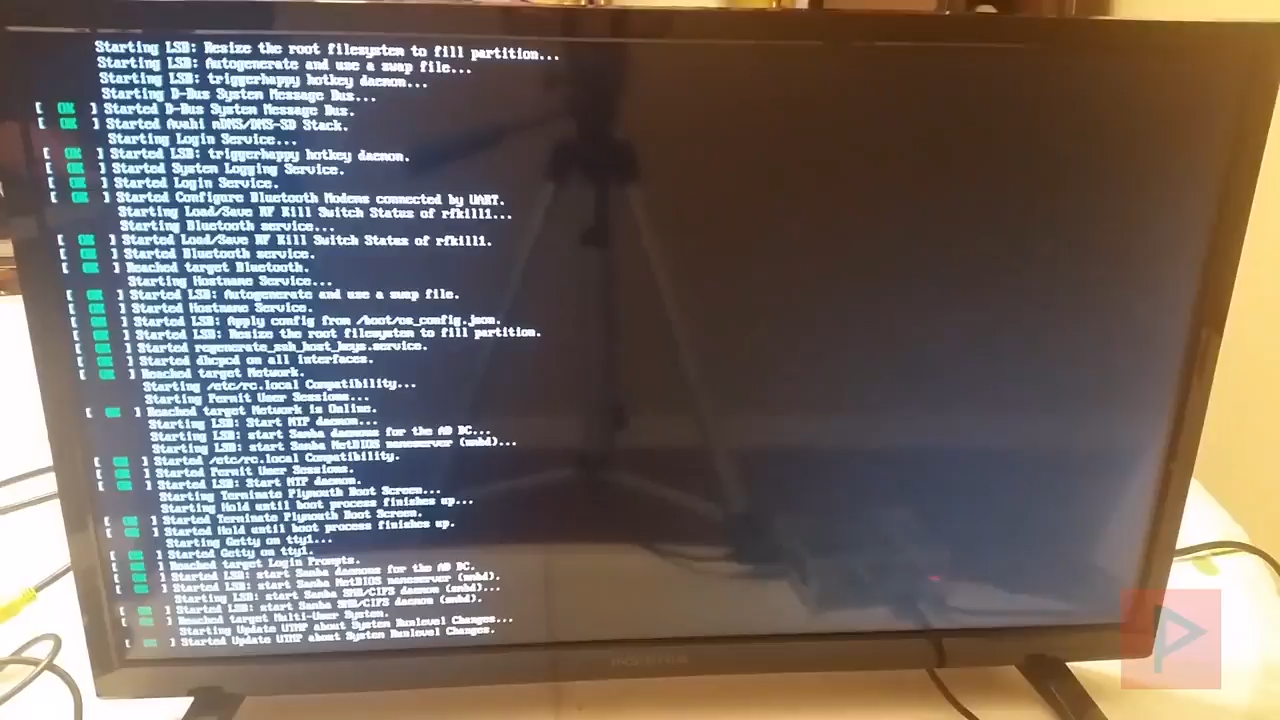 Starting LSB: Resize the root filesystem to fill partition...
Starting LSB: Autogenerate and use a swap file...
Starting LSB: triggerhappy hotkey daemon...
Starting D-Bus System Message Bus...
[ OK ] Started D-Bus System Message Bus.
[ OK ] Started Avahi mDNS/DNS-SD Stack.
Starting Login Service...
[ OK ] Started LSB: triggerhappy hotkey daemon.
[ OK ] Started System Logging Service.
[ OK ] Started Login Service.
[ OK ] Started Configure Bluetooth Modems connected by UART.
Starting Load/Save RF Kill Switch Status of rfkill1...
Starting Bluetooth service...
[ OK ] Started Load/Save RF Kill Switch Status of rfkill1.
[ OK ] Started Bluetooth service.
[ OK ] Reached target Bluetooth.
Starting Hostname Service...
[ OK ] Started LSB: Autogenerate and use a swap file.
[ OK ] Started Hostname Service.
[ OK ] Started LSB: Apply config from /boot/os_config.json.
[ OK ] Started LSB: Resize the root filesystem to fill partition.
[ OK ] Started regenerate_ssh_host_keys.service.
[ OK ] Started dhcpcd on all interfaces.
[ OK ] Reached target Network.
Starting /etc/rc.local Compatibility...
Starting Permit User Sessions...
[ OK ] Reached target Network is Online.
Starting LSB: Start NTP daemon...
Starting LSB: start Samba daemons for the AD DC...
Starting LSB: start Samba NetBIOS nameserver (nmbd)...
[ OK ] Started /etc/rc.local Compatibility.
[ OK ] Started Permit User Sessions.
[ OK ] Started LSB: Start NTP daemon.
Starting Terminate Plymouth Boot Screen...
Starting Hold until boot process finishes up...
[ OK ] Started Terminate Plymouth Boot Screen.
[ OK ] Started Hold until boot process finishes up.
Starting Getty on tty1...
[ OK ] Started Getty on tty1.
[ OK ] Reached target Login Prompts.
[ OK ] Started LSB: start Samba daemons for the AD DC.
[ OK ] Started LSB: start Samba NetBIOS nameserver (nmbd).
Starting LSB: start Samba SMB/CIFS daemon (smbd)...
[ OK ] Started LSB: start Samba SMB/CIFS daemon (smbd).
[ OK ] Reached target Multi-User System.
Starting Update UTMP about System Runlevel Changes...
[ OK ] Started Update UTMP about System Runlevel Changes.
P